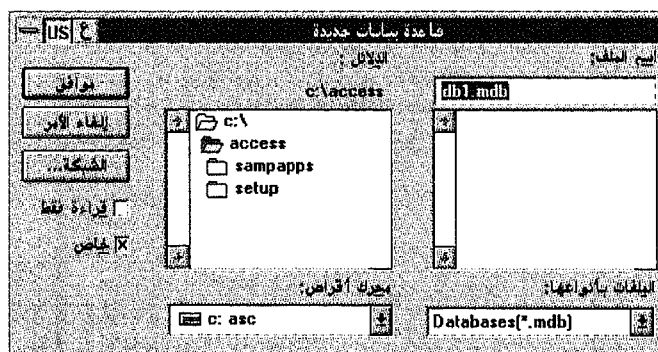 US ع قاعدة بيانات جديدة
اسم الملف:
db1.mdb
الدلائل:
c:\access
c:\
access
sampapps
setup
الملفات بأنواعها:
Databases(*.mdb)
محرك أقراص:
c: asc
يوافق
إلغاء الأمر
الشبكة...
قراءة فقط
خاص